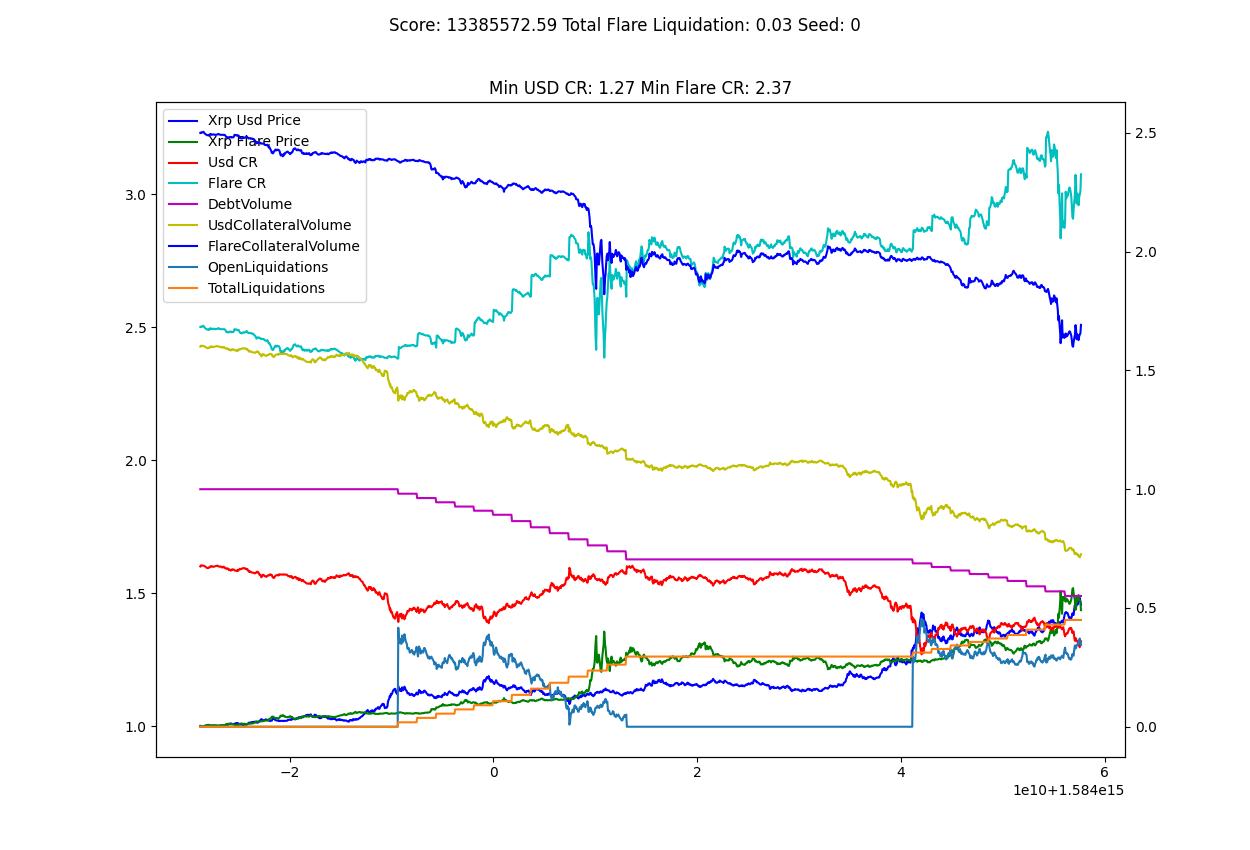 Score: 13385572.59 Total Flare Liquidation: 0.03 Seed: 0
Min USD CR: 1.27 Min Flare CR: 2.37
Xrp Usd Price
Xrp Flare Price
Usd CR
Flare CR
DebtVolume
UsdCollateralVolume
FlareCollateralVolume
OpenLiquidations
TotalLiquidations
3.0
2.5
2.0
1.5
1.0
2.5
2.0
1.5
1.0
0.5
0.0
−2
0
2
4
6
1e10+1.584e15